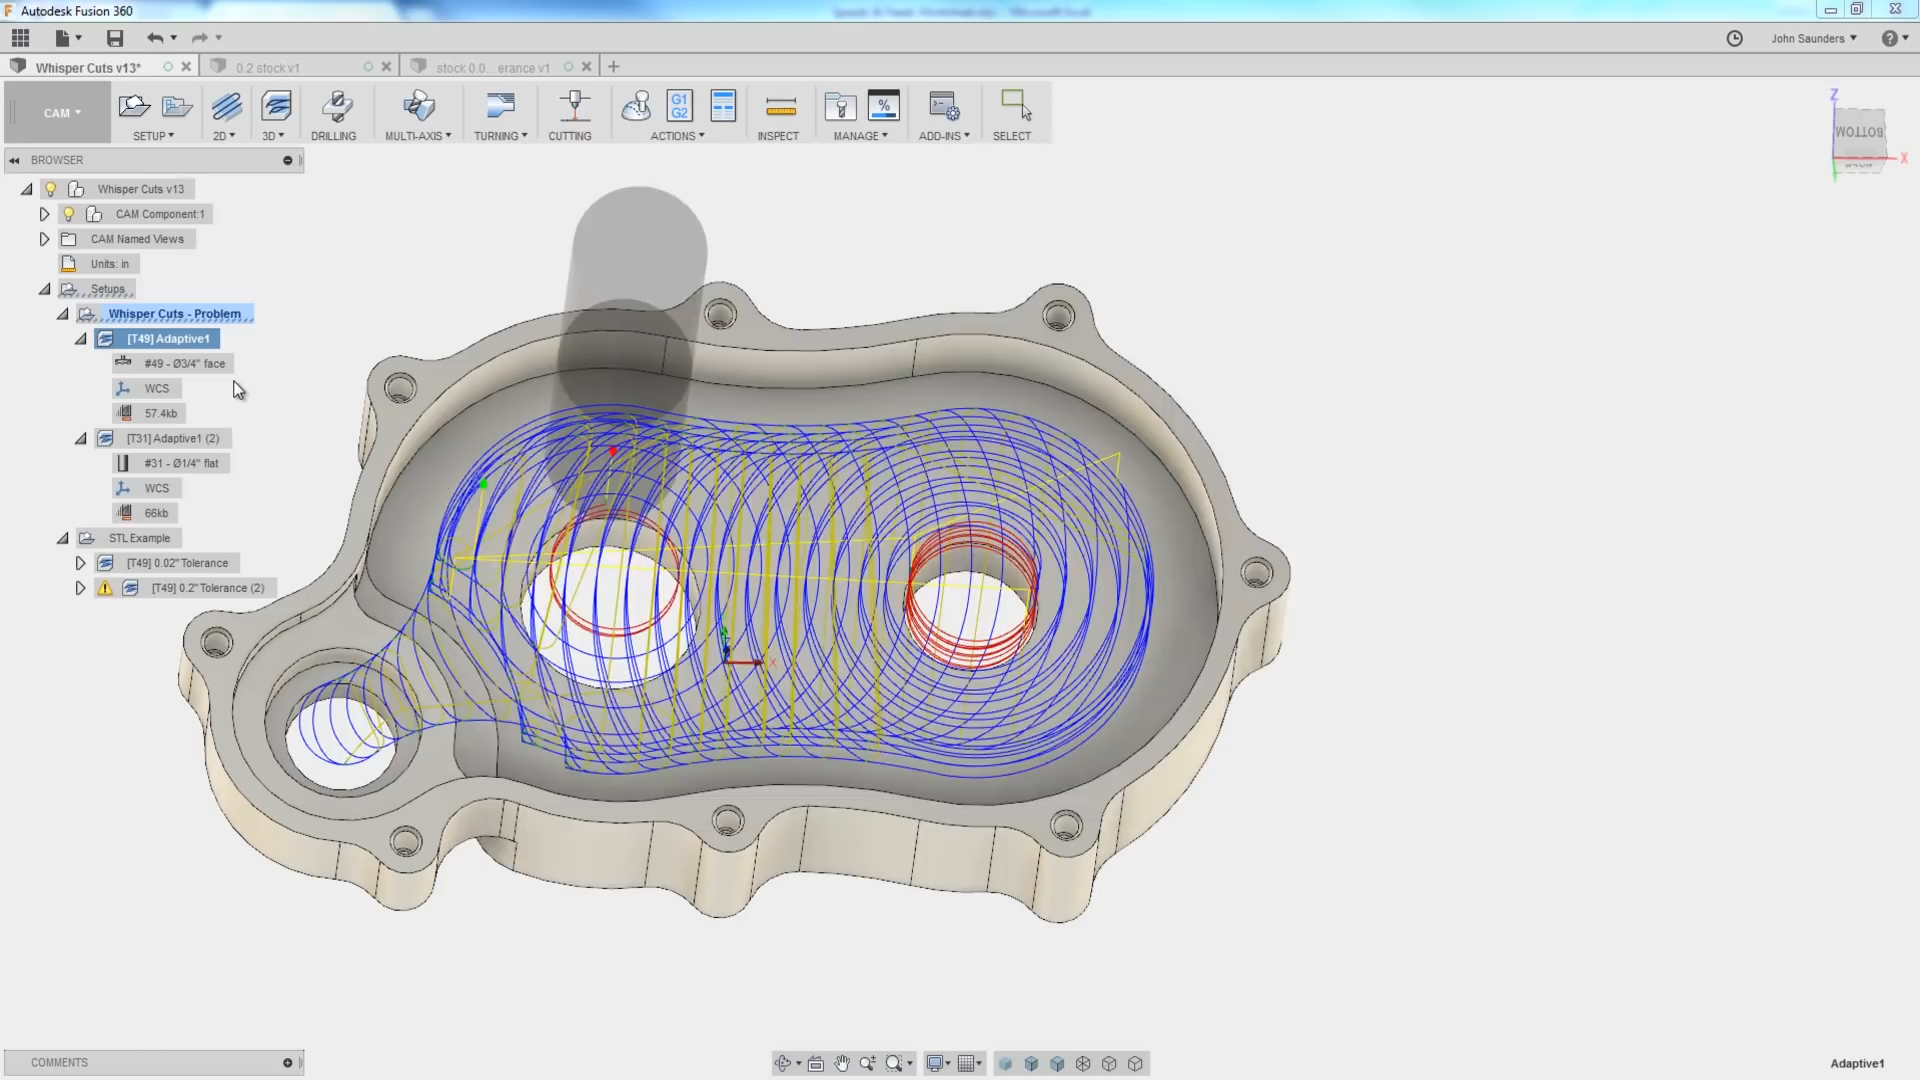 Autodesk Fusion 360
John Saunders
Whisper Cuts v13*
0.2 stock v1
stock 0.0... erance v1
CAM
SETUP
2D
3D
DRILLING
MULTI-AXIS
TURNING
CUTTING
G1
G2
ACTIONS
INSPECT
%
MANAGE
ADD-INS
SELECT
BROWSER
Whisper Cuts v13
CAM Component:1
CAM Named Views
Units: in
Setups
Whisper Cuts - Problem
[T49] Adaptive1
#49 - Ø3/4" face
WCS
57.4kb
[T31] Adaptive1 (2)
#31 - Ø1/4" flat
WCS
66kb
STL Example
[T49] 0.02" Tolerance
[T49] 0.2" Tolerance (2)
Z
BOTTOM
X
X
COMMENTS
Adaptive1